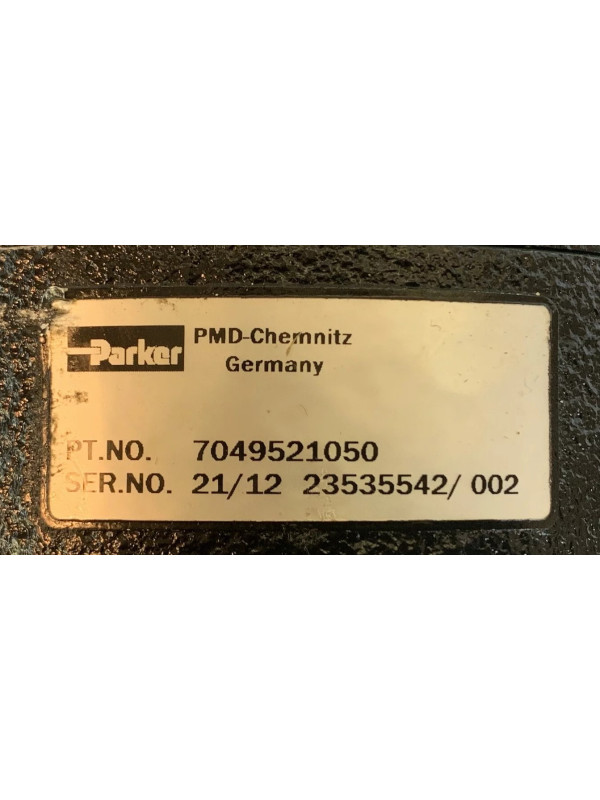 Parker
PMD-Chemnitz
Germany
PT.NO. 7049521050
SER.NO. 21/12 23535542/ 002